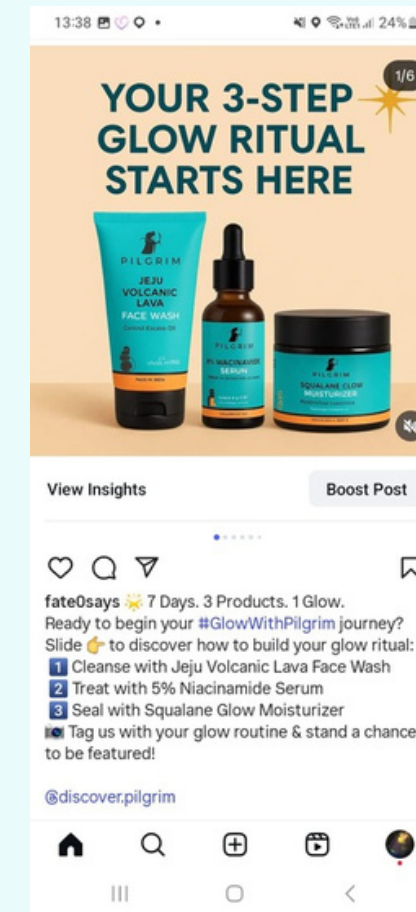 13:38
24%
1/6
YOUR 3-STEP
GLOW RITUAL
STARTS HERE
PILGRIM
JEJU
VOLCANIC
LAVA
FACE WASH
Control Excess Oil
PILGRIM
NIACINAMIDE
SERUM
PILGRIM
SQUALANE GLOW
MOISTURIZER
View Insights
Boost Post
fate0says 🌟 7 Days. 3 Products. 1 Glow.
Ready to begin your #GlowWithPilgrim journey?
Slide 👉 to discover how to build your glow ritual:
1️⃣ Cleanse with Jeju Volcanic Lava Face Wash
2️⃣ Treat with 5% Niacinamide Serum
3️⃣ Seal with Squalane Glow Moisturizer
📸 Tag us with your glow routine & stand a chance
to be featured!
@discover.pilgrim